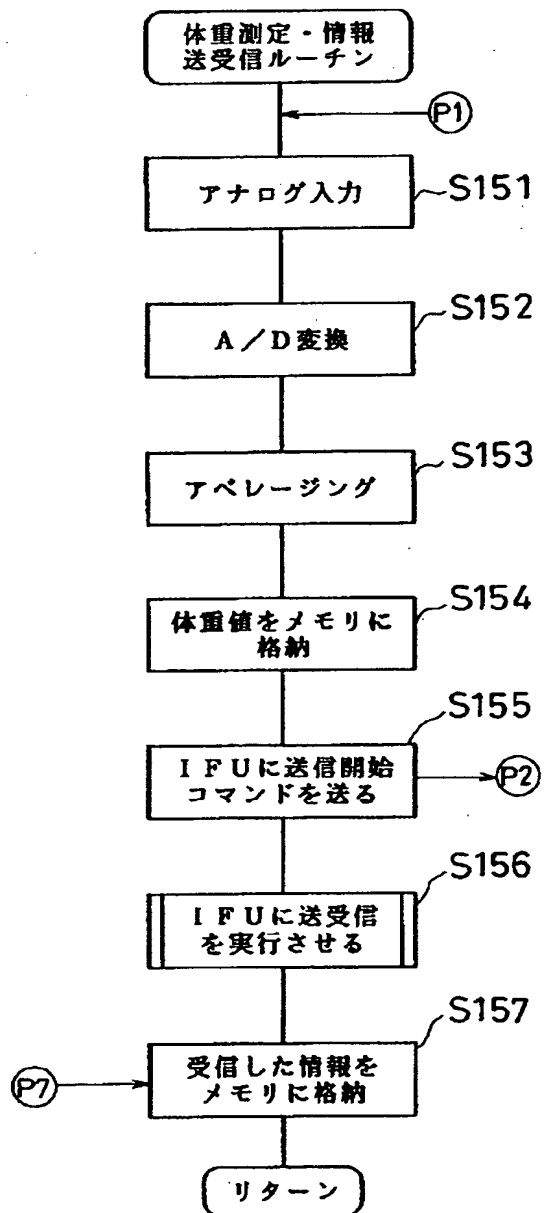 体重測定・情報
送受信ルーチン
P1
アナログ入力
S151
A/D変換
S152
アベレージング
S153
体重値をメモリに
格納
S154
IFUに送信開始
コマンドを送る
S155
P2
IFUに送受信
を実行させる
S156
受信した情報を
メモリに格納
S157
P7
リターン